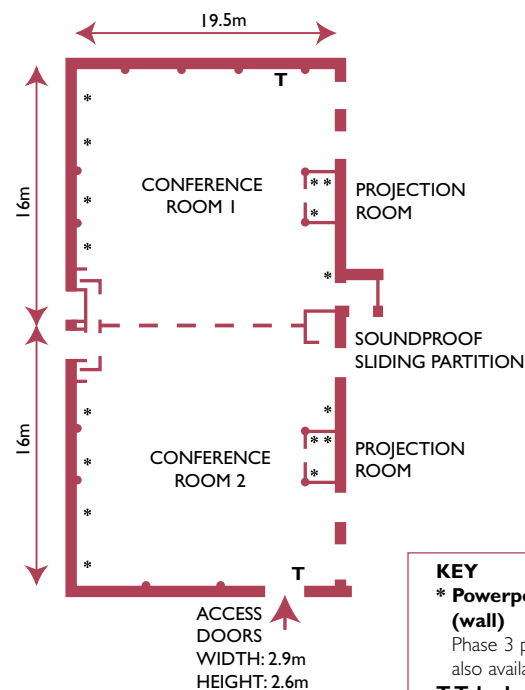 19.5m
T
16m
CONFERENCE
ROOM 1
* *
*
PROJECTION
ROOM
*
*
*
*
*
SOUNDPROOF
SLIDING PARTITION
16m
*
*
*
*
CONFERENCE
ROOM 2
*
* *
*
PROJECTION
ROOM
T
ACCESS
DOORS
WIDTH: 2.9m
HEIGHT: 2.6m
KEY
* 
(wall)
Phase 3
also
T